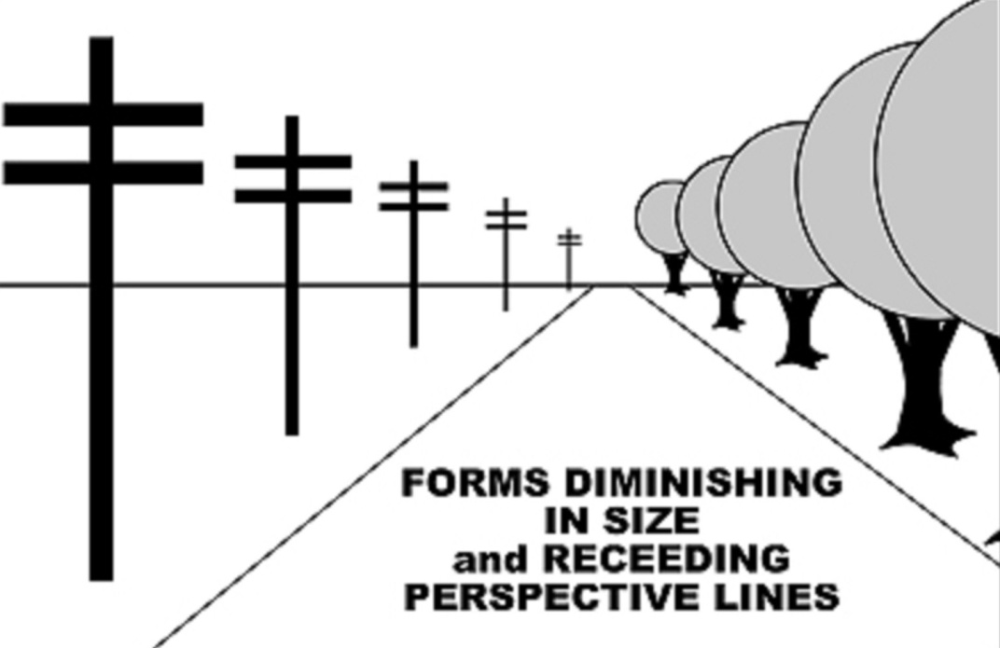 FORMS DIMINISHING
IN SIZE
and RECEEDING
PERSPECTIVE LINES